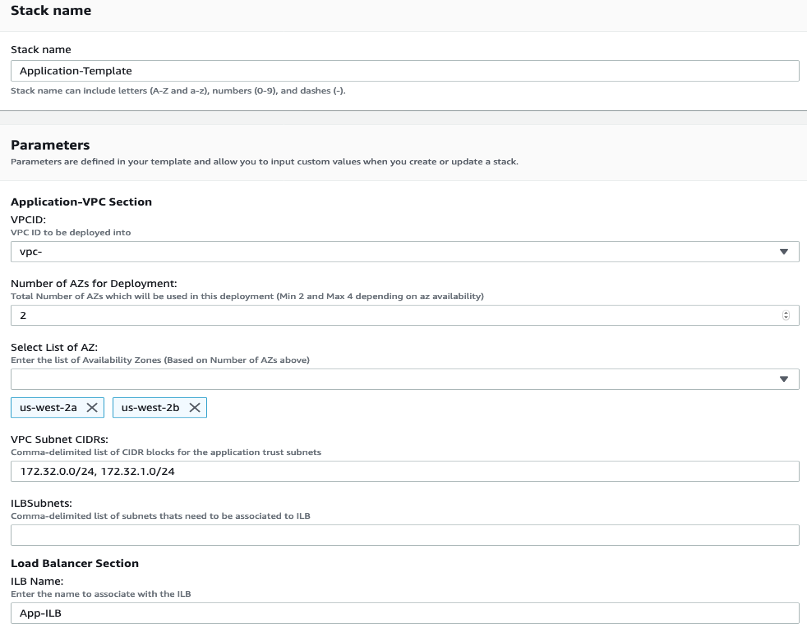 Stack name
Stack name
Application-Template
Stack name can include letters (A-Z and a-z), numbers (0-9), and dashes (-).
Parameters
Parameters are defined in your template and allow you to input custom values when you create or update a stack.
Application-VPC Section
VPCID:
VPC ID to be deployed into
vpc-
Number of AZs for Deployment:
Total Number of AZs which will be used in this deployment (Min 2 and Max 4 depending on az availability)
2
Select List of AZ:
Enter the list of Availability Zones (Based on Number of AZs above)
us-west-2a us-west-2b
VPC Subnet CIDRs:
Comma-delimited list of CIDR blocks for the application trust subnets
172.32.0.0/24, 172.32.1.0/24
ILBSubnets:
Comma-delimited list of subnets thats need to be associated to ILB
Load Balancer Section
ILB Name:
Enter the name to associate with the ILB
App-ILB